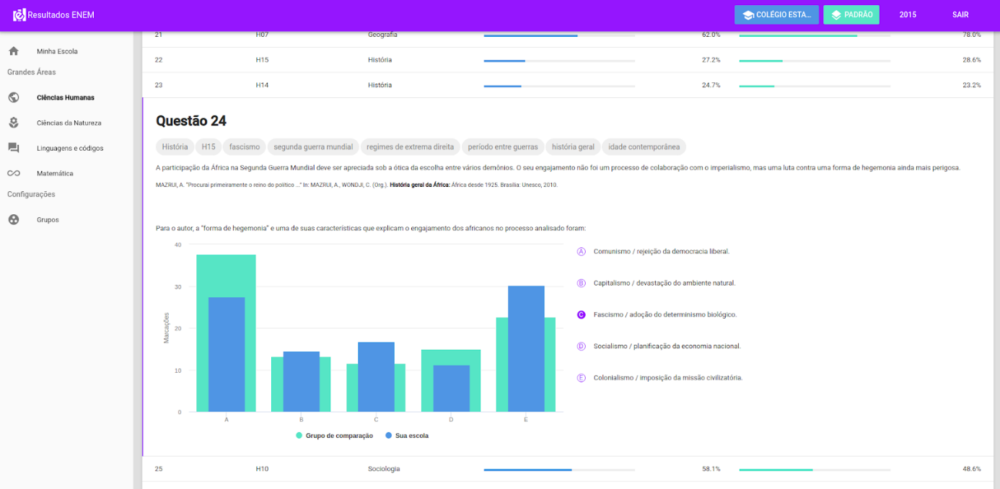 Resultados ENEM
COLÉGIO ESTA...
PADRÃO
2015
SAIR
Minha Escola
Grandes Áreas
Ciências Humanas
Ciências da Natureza
Linguagens e códigos
Matemática
Configurações
Grupos
21 H07 Geografia 62.0% 78.0%
22 H15 História 27.2% 28.6%
23 H14 História 24.7% 23.2%
Questão 24
História H15 fascismo segunda guerra mundial regimes de extrema direita período entre guerras história geral idade contemporânea
A participação da África na Segunda Guerra Mundial deve ser apreciada sob a ótica da escolha entre vários demônios. O seu engajamento não foi um processo de colaboração com o imperialismo, mas uma luta contra uma forma de hegemonia ainda mais perigosa.
MAZRUI, A. "Procurai primeiramente o reino do político ..." In: MAZRUI, A., WONDJI, C. (Org.). História geral da África: África desde 1925. Brasília: Unesco, 2010.
Para o autor, a "forma de hegemonia" e uma de suas características que explicam o engajamento dos africanos no processo analisado foram:
Marcações
40
30
20
10
0
A B C D E
Grupo de comparação Sua escola
A Comunismo / rejeição da democracia liberal.
B Capitalismo / devastação do ambiente natural.
C Fascismo / adoção do determinismo biológico.
D Socialismo / planificação da economia nacional.
E Colonialismo / imposição da missão civilizatória.
25 H10 Sociologia 58.1% 48.6%